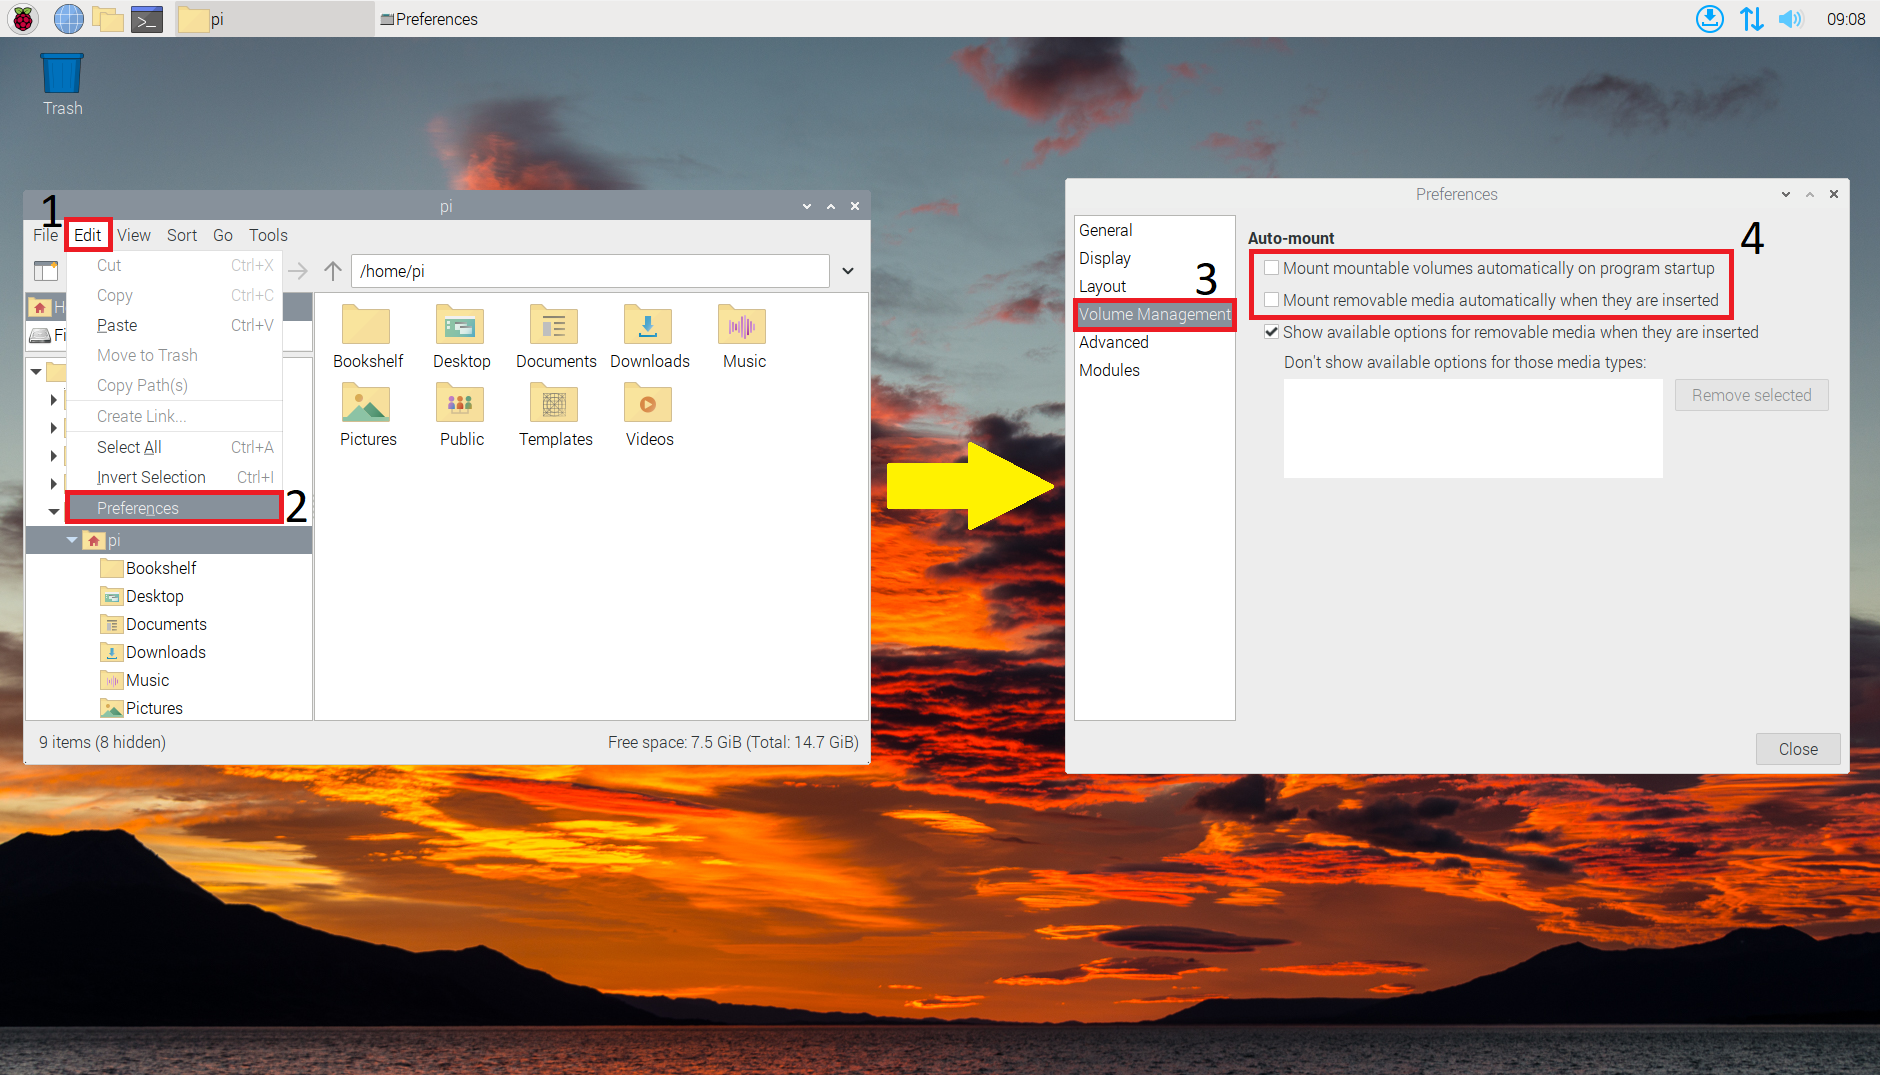 pi
Preferences
09:08
Trash
pi
1
File Edit View Sort Go Tools
Cut Ctrl+X
Copy Ctrl+C
Paste Ctrl+V
Move to Trash
Copy Path(s)
Create Link...
Select All Ctrl+A
Invert Selection Ctrl+I
Preferences
2
/home/pi
H
Fi
pi
Bookshelf
Desktop
Documents
Downloads
Music
Pictures
Bookshelf Desktop Documents Downloads Music
Pictures Public Templates Videos
9 items (8 hidden)
Free space: 7.5 GiB (Total: 14.7 GiB)
Preferences
General
Display
Layout
3
Volume Management
Advanced
Modules
Auto-mount
4
Mount mountable volumes automatically on program startup
Mount removable media automatically when they are inserted
Show available options for removable media when they are inserted
Don't show available options for those media types:
Remove selected
Close